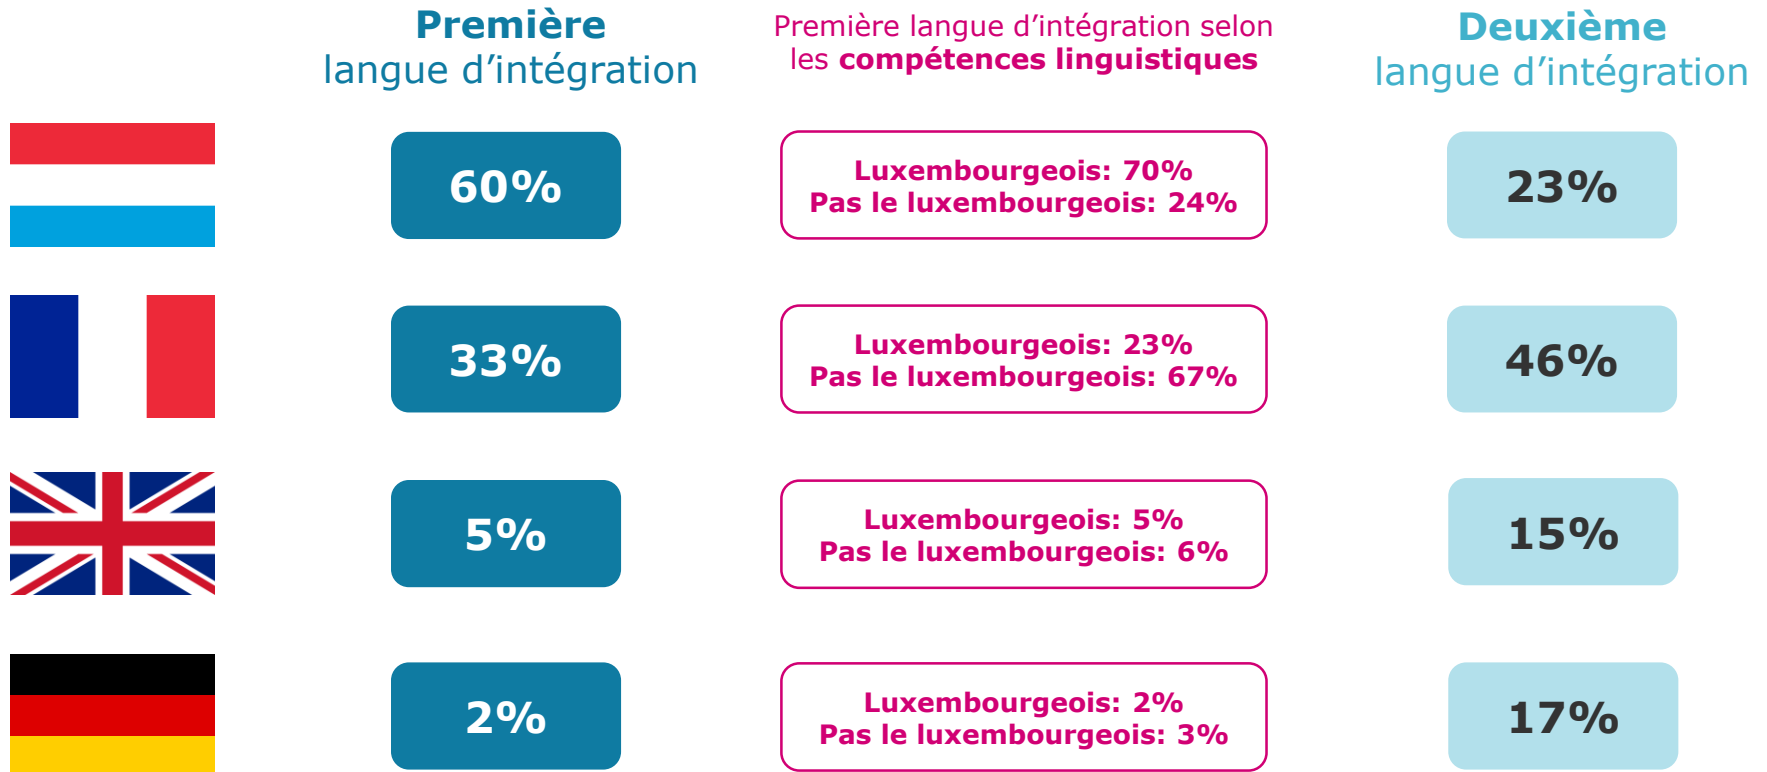 Première
langue d’intégration
Première langue d’intégration selon
les compétences linguistiques
Deuxième
langue d’intégration
60%
Luxembourgeois: 70%
Pas le luxembourgeois: 24%
23%
33%
Luxembourgeois: 23%
Pas le luxembourgeois: 67%
46%
5%
Luxembourgeois: 5%
Pas le luxembourgeois: 6%
15%
2%
Luxembourgeois: 2%
Pas le luxembourgeois: 3%
17%